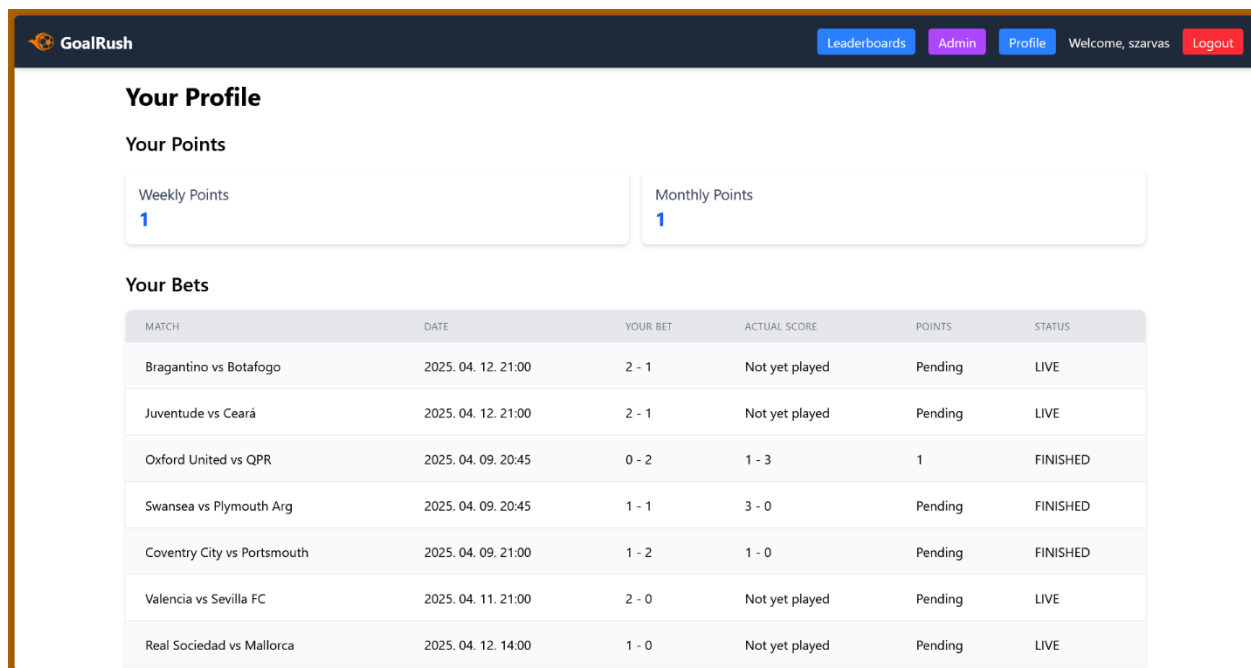 GoalRush Leaderboards Admin Profile Welcome, szarvas Logout
Your Profile
Your Points
Weekly Points Monthly Points
1 1
Your Bets
MATCH DATE YOUR BET ACTUAL SCORE POINTS STATUS
Bragantino vs Botafogo 2025. 04. 12. 21:00 2 - 1 Not yet played Pending LIVE
Juventude vs Ceará 2025. 04. 12. 21:00 2 - 1 Not yet played Pending LIVE
Oxford United vs QPR 2025. 04. 09. 20:45 0 - 2 1 - 3 1 FINISHED
Swansea vs Plymouth Arg 2025. 04. 09. 20:45 1 - 1 3 - 0 Pending FINISHED
Coventry City vs Portsmouth 2025. 04. 09. 21:00 1 - 2 1 - 0 Pending FINISHED
Valencia vs Sevilla FC 2025. 04. 11. 21:00 2 - 0 Not yet played Pending LIVE
Real Sociedad vs Mallorca 2025. 04. 12. 14:00 1 - 0 Not yet played Pending LIVE